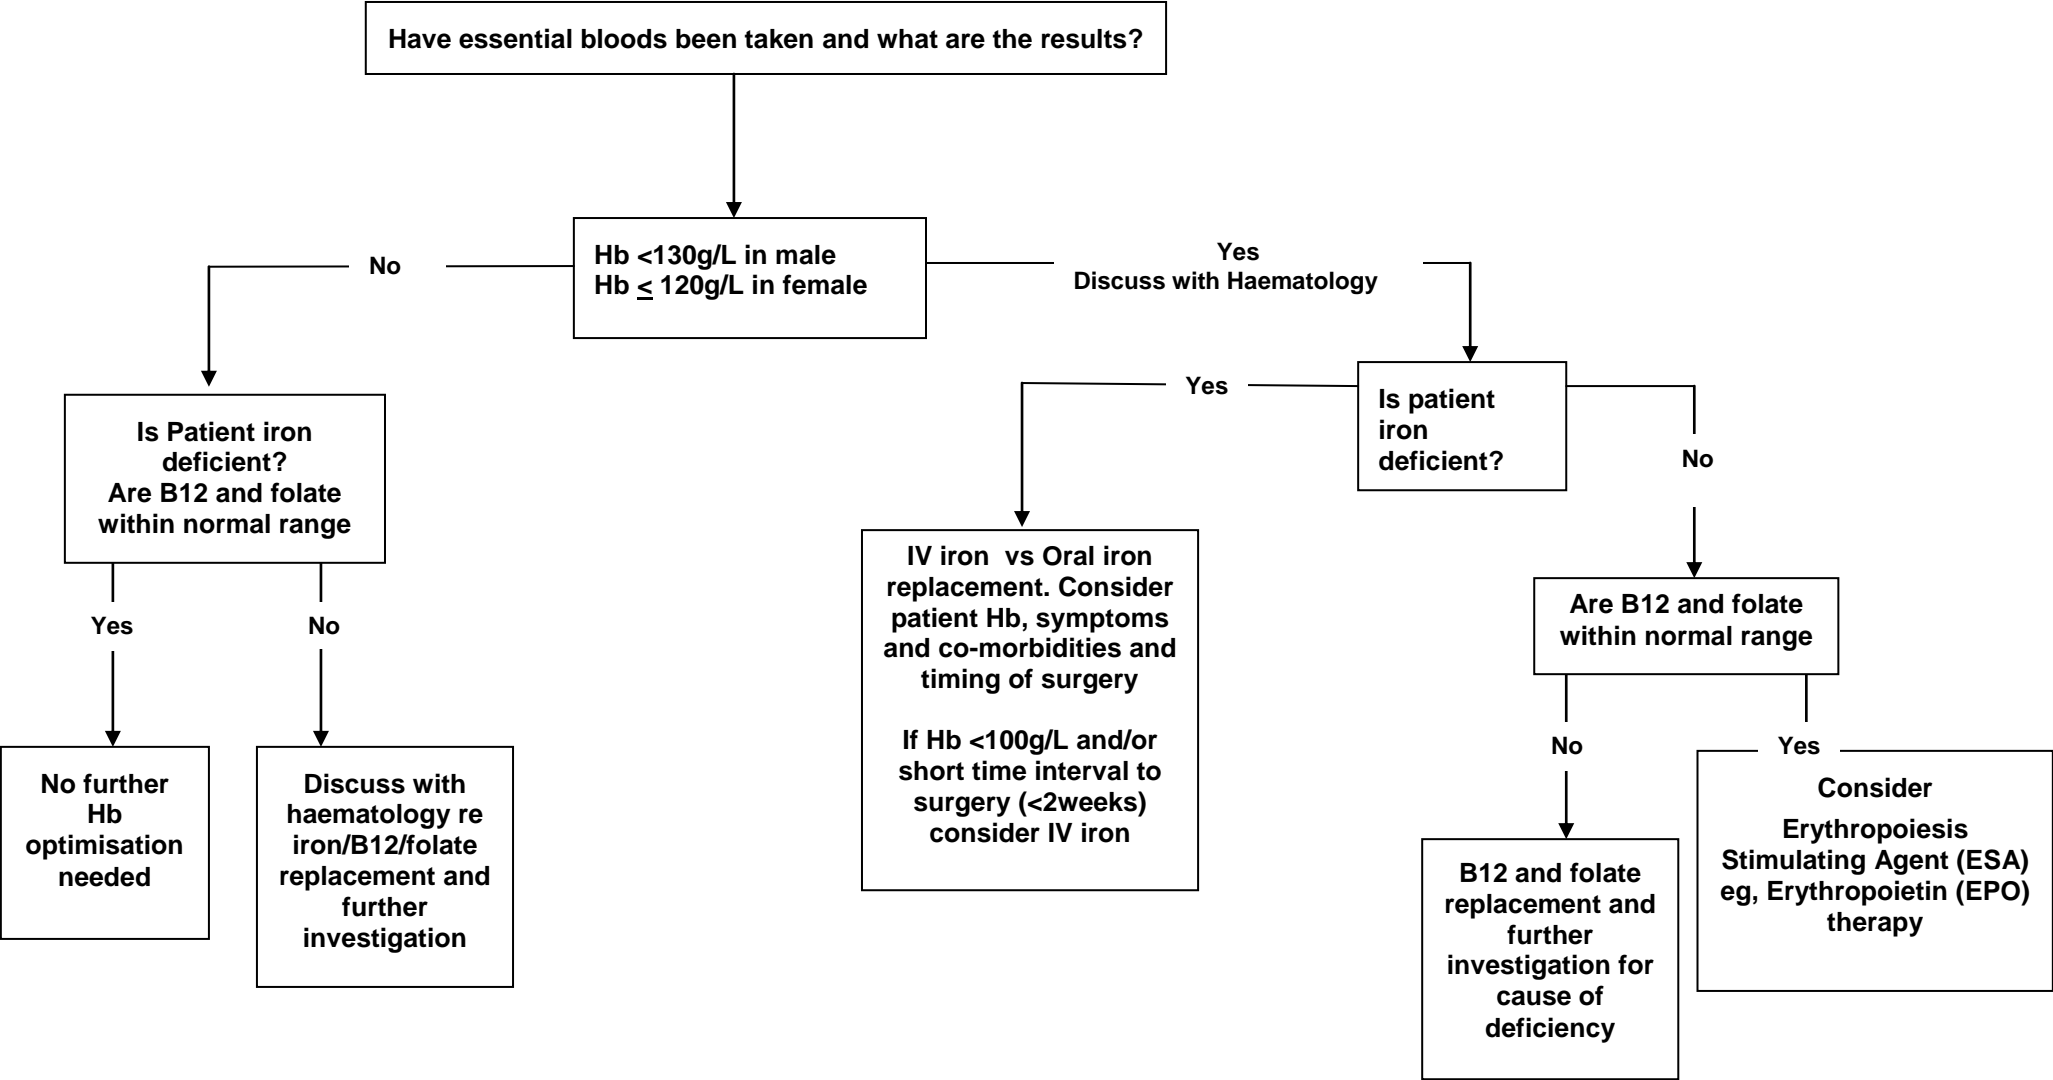 Have essential bloods been taken and what are the results?
Hb <130g/L in male
Hb ≤ 120g/L in female
No
Yes
Discuss with Haematology
Is Patient iron
deficient?
Are B12 and folate
within normal range
Yes
No
No further
Hb
optimisation
needed
Discuss with
haematology re
iron/B12/folate
replacement and
further
investigation
Is patient
iron
deficient?
Yes
No
IV iron  vs Oral iron
replacement. Consider
patient Hb, symptoms
and co-morbidities and
timing of surgery
If Hb <100g/L and/or
short time interval to
surgery (<2weeks)
consider IV iron
Are B12 and folate
within normal range
No
Yes
B12 and folate
replacement and
further
investigation for
cause of
deficiency
Consider
Erythropoiesis
Stimulating Agent (ESA)
eg, Erythropoietin (EPO)
therapy